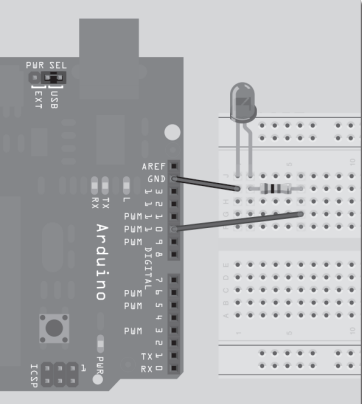 PWR SEL
EXT
USB
AREF
GND
RX
TX
L
13
12
PWM 11
PWM 10
PWM 9
8
DIGITAL
Arduino
7
PWM 6
PWM 5
4
PWM 3
2
TX 1
RX 0
PWR
ICSP
1